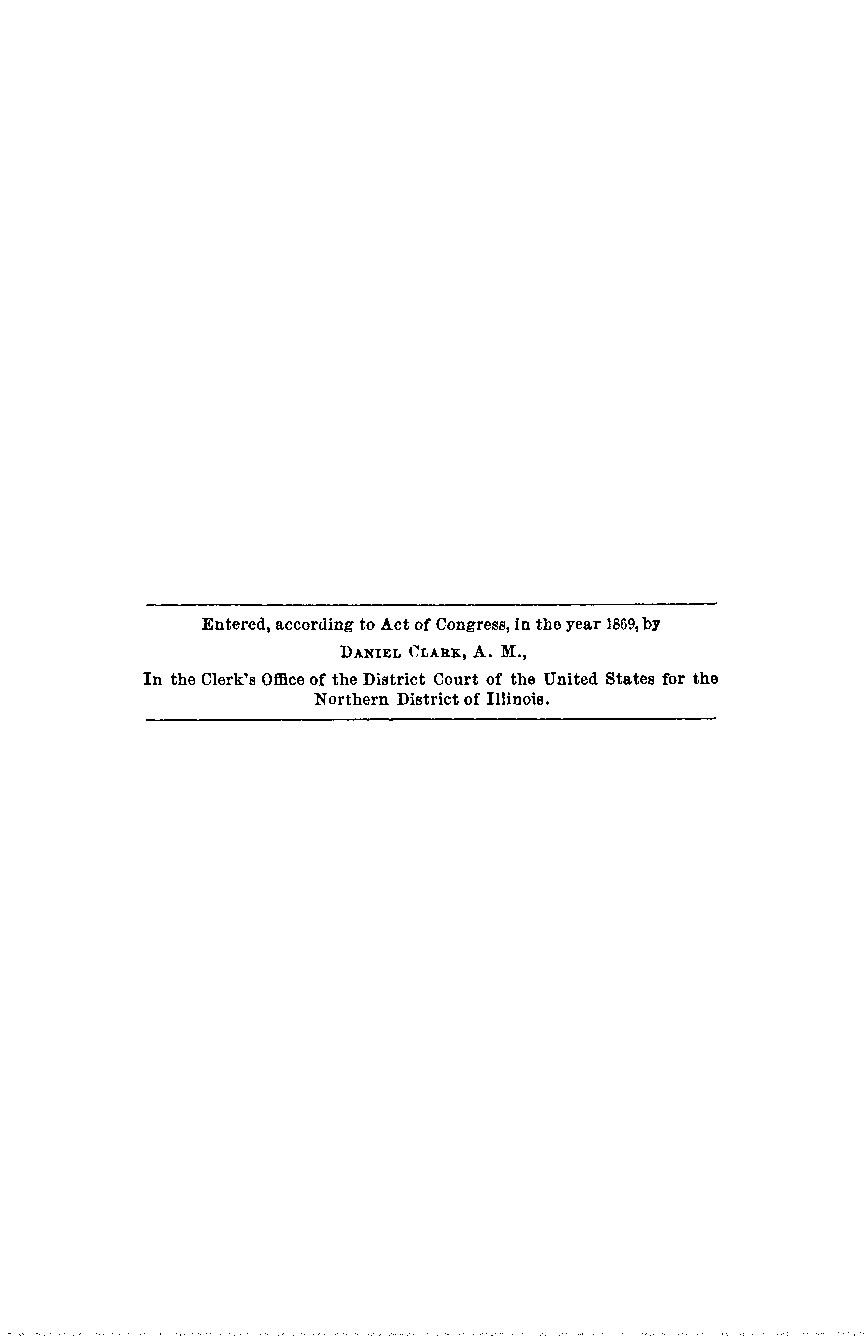 Entered, according to Act of Congress, in the year 1869, by
DANIEL CLARK, A. M.,
In the Clerk's Office of the District Court of the United States for the
Northern District of Illinois.